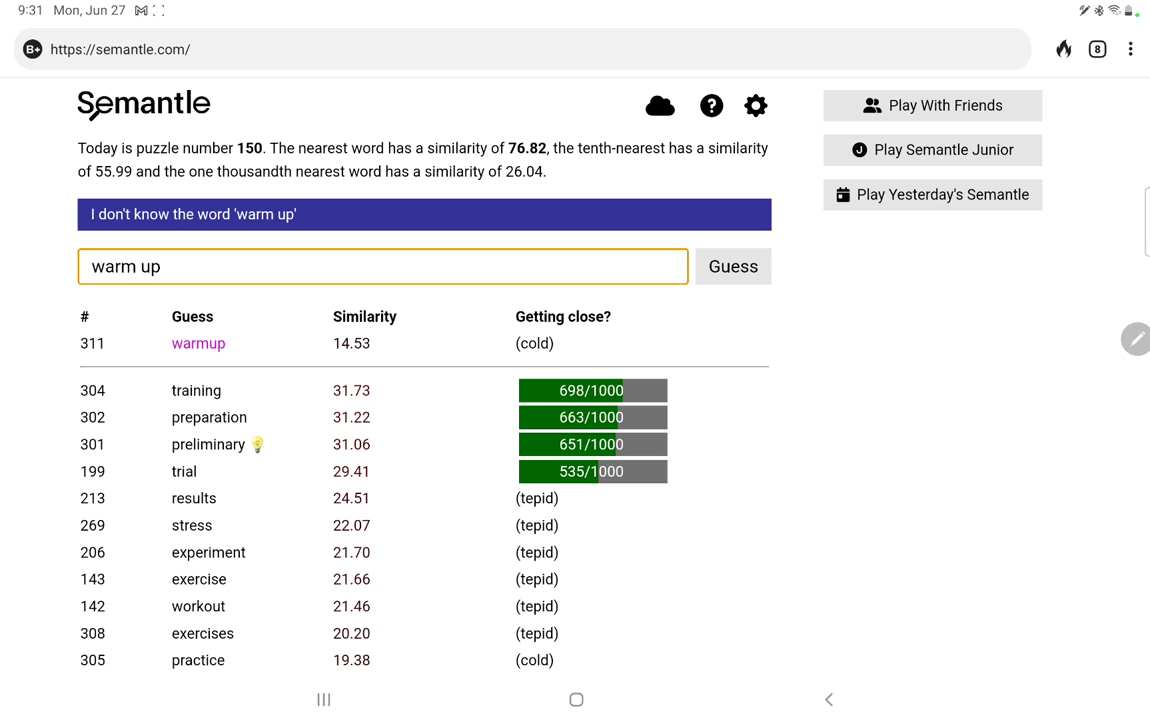 9:31 Mon, Jun 27
B+ https://semantle.com/ 8
Semantle
Play With Friends
Today is puzzle number 150. The nearest word has a similarity of 76.82, the tenth-nearest has a similarity
of 55.99 and the one thousandth nearest word has a similarity of 26.04.
J Play Semantle Junior
Play Yesterday's Semantle
I don't know the word 'warm up'
warm up Guess
# Guess Similarity Getting close?
311 warmup 14.53 (cold)
304 training 31.73 698/1000
302 preparation 31.22 663/1000
301 preliminary 💡 31.06 651/1000
199 trial 29.41 535/1000
213 results 24.51 (tepid)
269 stress 22.07 (tepid)
206 experiment 21.70 (tepid)
143 exercise 21.66 (tepid)
142 workout 21.46 (tepid)
308 exercises 20.20 (tepid)
305 practice 19.38 (cold)